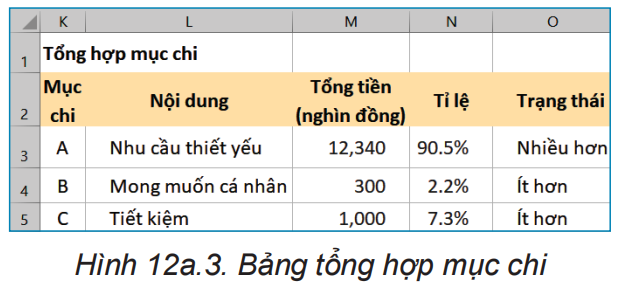 K L M N O
1 Tổng hợp mục chi
2 Mục chi Nội dung Tổng tiền (nghìn đồng) Tỉ lệ Trạng thái
3 A Nhu cầu thiết yếu 12,340 90.5% Nhiều hơn
4 B Mong muốn cá nhân 300 2.2% Ít hơn
5 C Tiết kiệm 1,000 7.3% Ít hơn
Hình 12a.3. Bảng tổng hợp mục chi